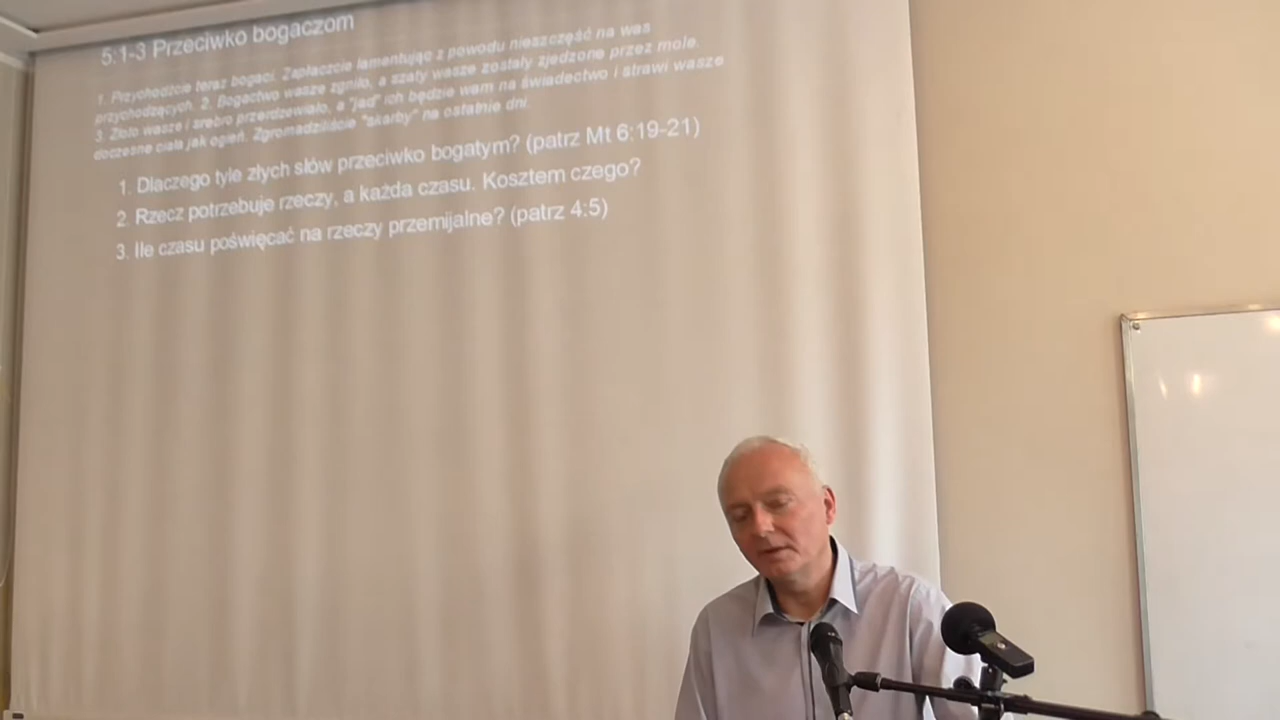 5:1-3 Przeciwko bogaczom
1. Przychodźcie teraz bogaci. Zapłaczcie lamentując z powodu nieszczęść na was
przychodzących. 2. Bogactwo wasze zgniło, a szaty wasze zostały zjedzone przez mole.
3. Złoto wasze i srebro przerdzewiało, a "jad" ich będzie wam na świadectwo i strawi wasze
doczesne ciała jak ogień. Zgromadziliście "skarby" na ostatnie dni.
1. Dlaczego tyle złych słów przeciwko bogatym? (patrz Mt 6:19-21)
2. Rzecz potrzebuje rzeczy, a każda czasu. Kosztem czego?
3. Ile czasu poświęcać na rzeczy przemijalne? (patrz 4:5)